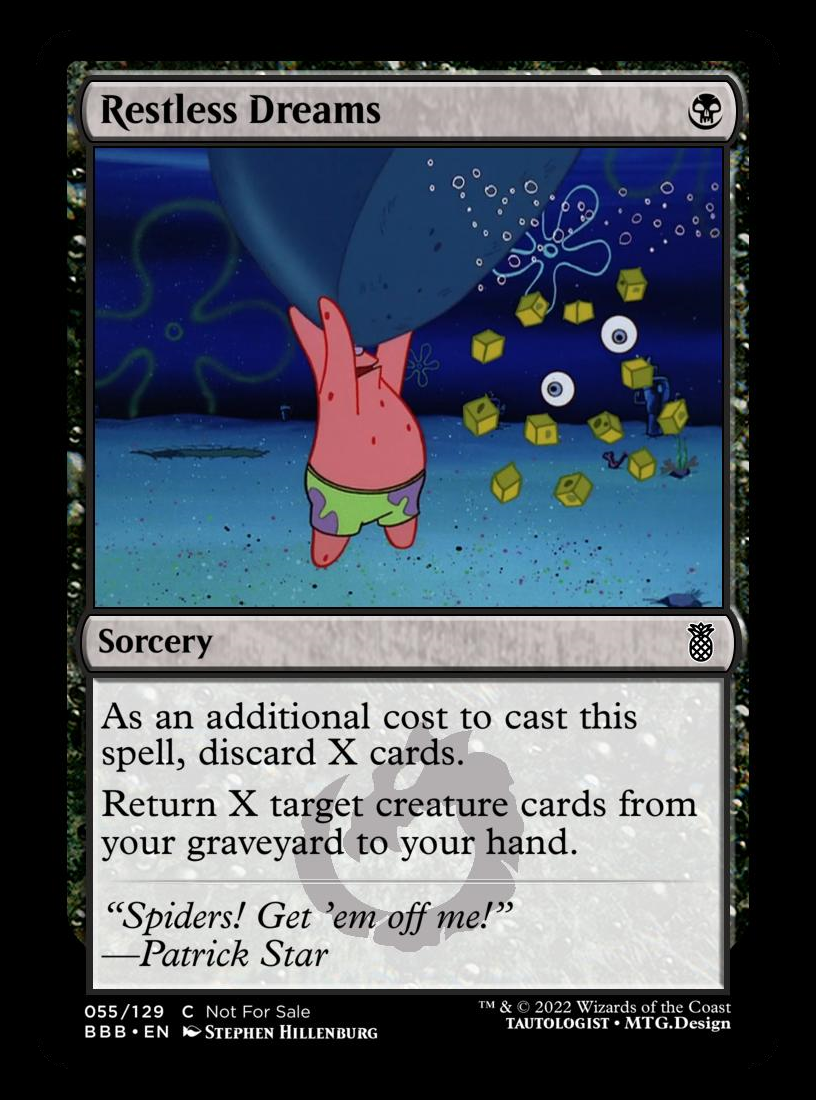 Restless Dreams
Sorcery
As an additional cost to cast this
spell, discard X cards.
Return X target creature cards from
your graveyard to your hand.
“Spiders! Get ’em off me!”
—Patrick Star
055/129 C Not For Sale
BBB • EN Stephen Hillenburg
™ & © 2022 Wizards of the Coast
TAUTOLOGIST • MTG.Design